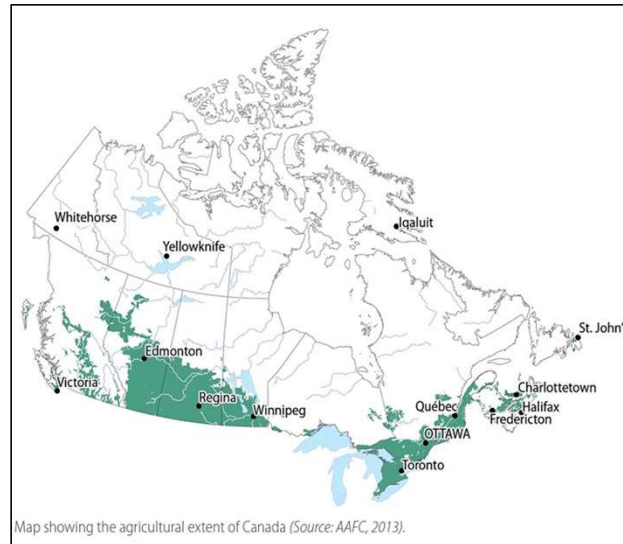 Whitehorse
Yellowknife
Iqaluit
St. John'
Edmonton
Victoria
Regina
Winnipeg
Charlottetown
Québec
Halifax
Fredericton
OTTAWA
Toronto
Map showing the agricultural extent of Canada (Source: AAFC, 2013).